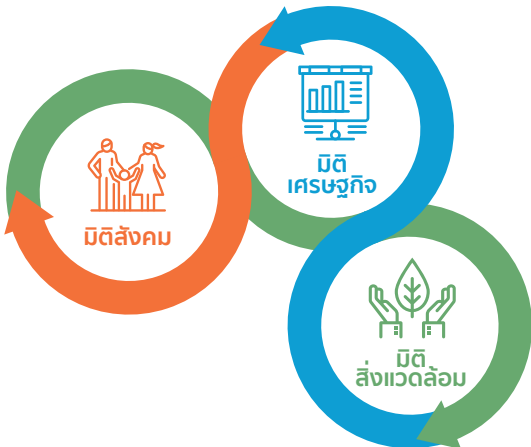 มิติสังคม
มิติ
เศรษฐกิจ
มิติ
สิ่งแวดล้อม